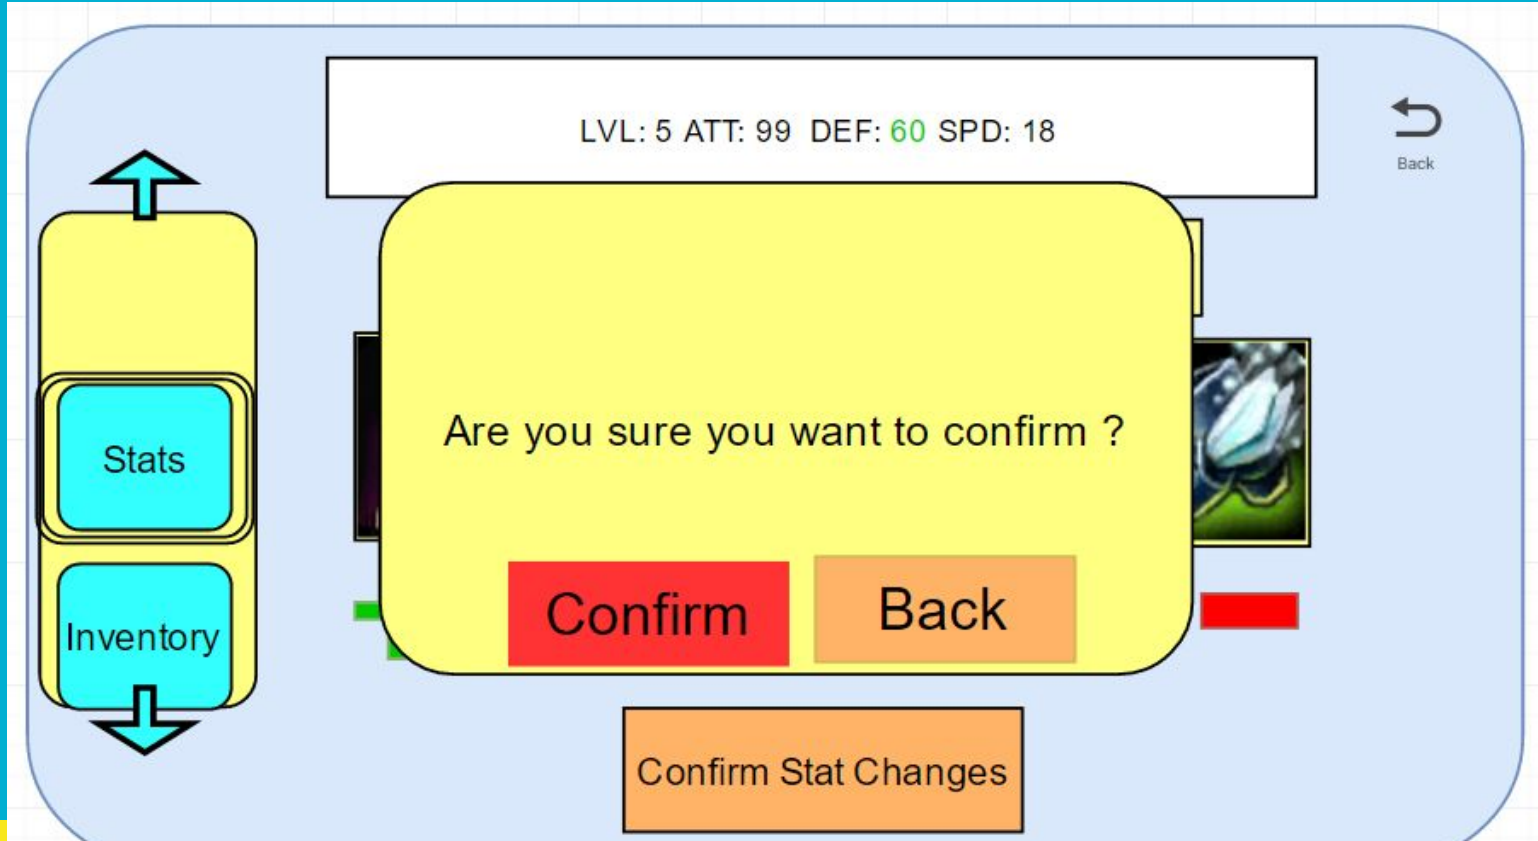 LVL: 5 ATT: 99 DEF: 60 SPD: 18
Back
Are you sure you want to confirm ?
Stats
Confirm
Back
Inventory
Confirm Stat Changes